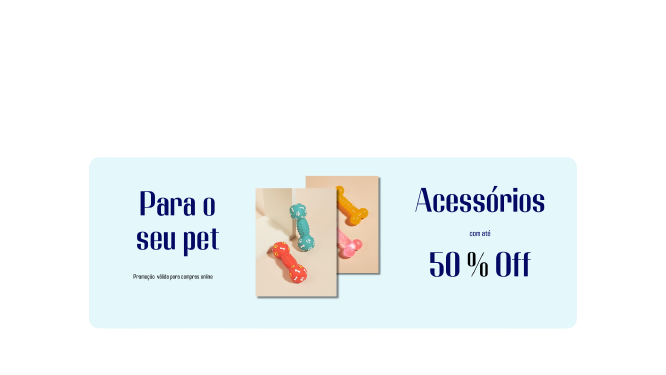 Para o
seu pet
Promoção válida para compras online
Acessórios
com até
50 % Off